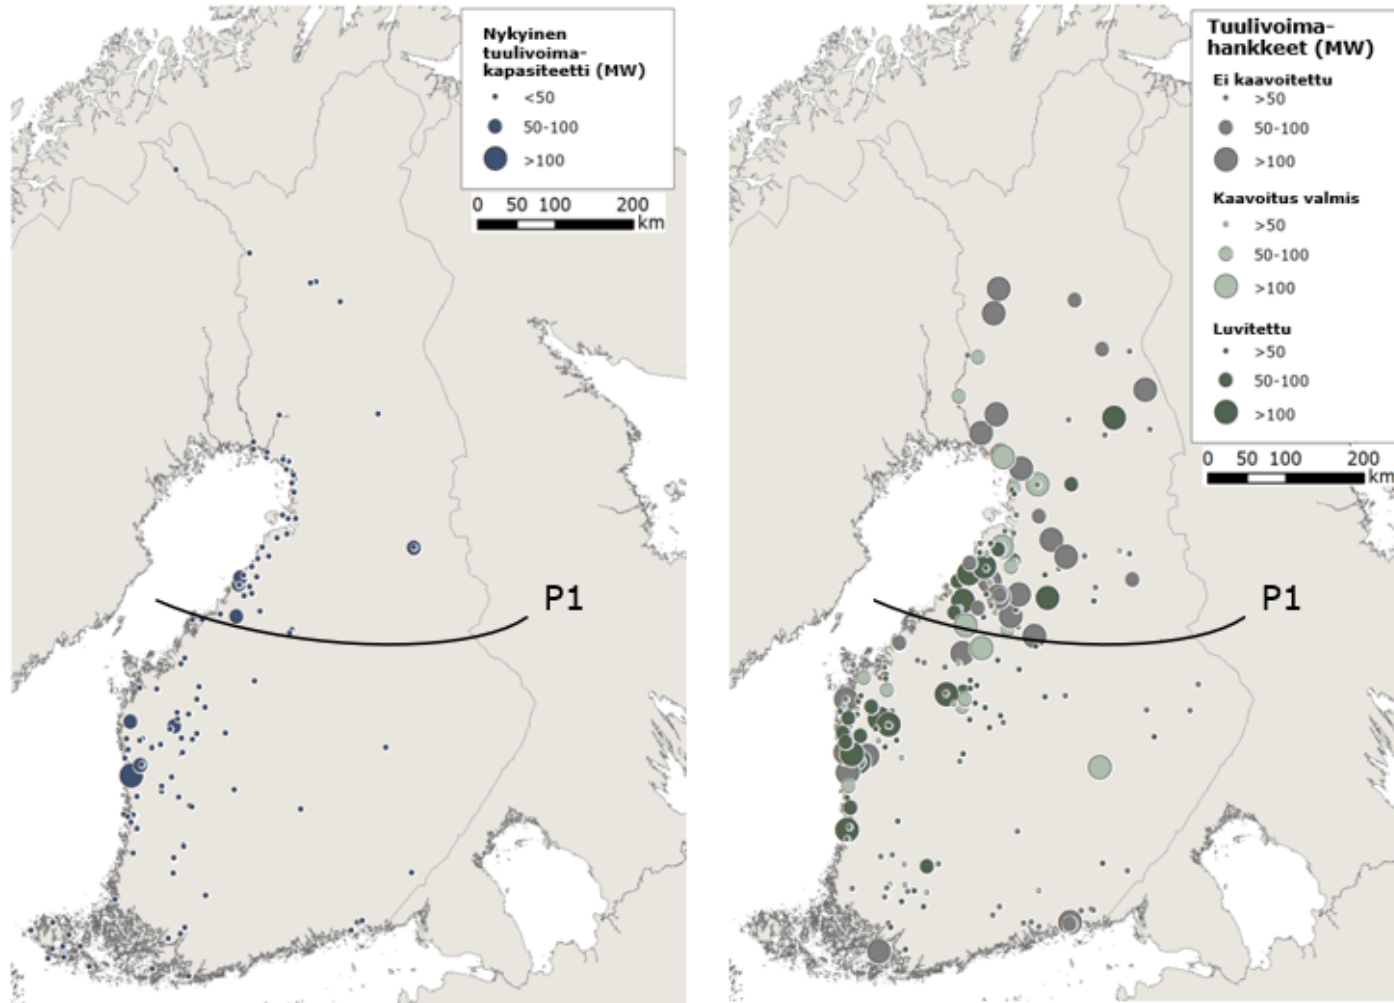 Nykyinen
tuulivoima-
kapasiteetti (MW)
<50
50-100
>100
0 50 100 200
km
P1
Tuulivoima-
hankkeet (MW)
Ei kaavoitettu
>50
50-100
>100
Kaavoitus valmis
>50
50-100
>100
Luvitettu
>50
50-100
>100
0 50 100 200
km
P1